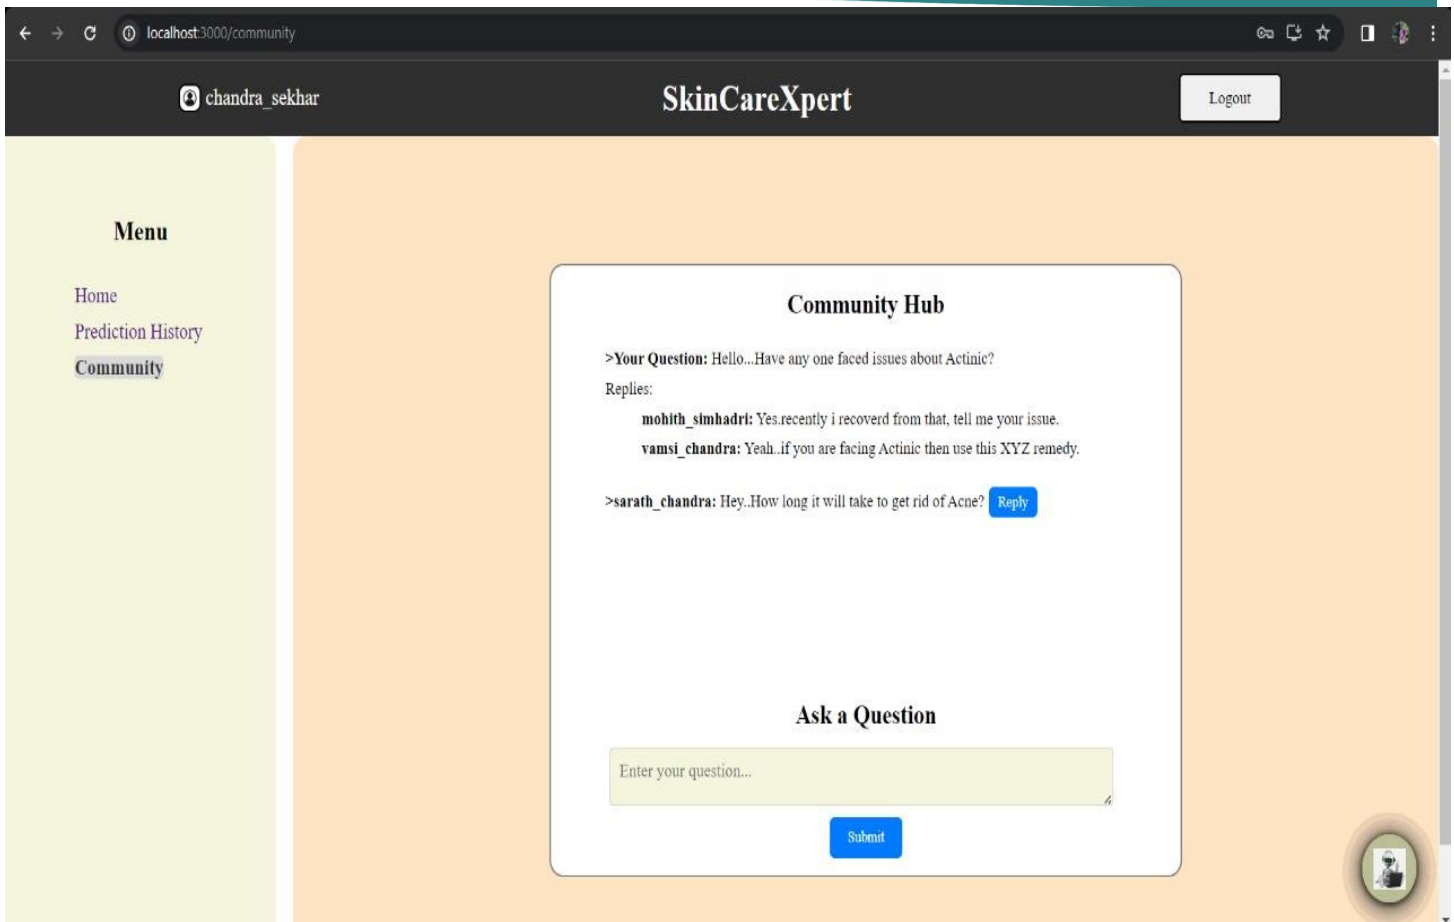 localhost:3000/community
chandra_sekhar
SkinCareXpert
Logout
Menu
Home
Prediction History
Community
Community Hub
>Your Question: Hello...Have any one faced issues about Actinic?
Replies:
mohith_simhadri: Yes.recently i recoverd from that, tell me your issue.
vamsi_chandra: Yeah..if you are facing Actinic then use this XYZ remedy.
>sarath_chandra: Hey..How long it will take to get rid of Acne? Reply
Ask a Question
Enter your question...
Submit